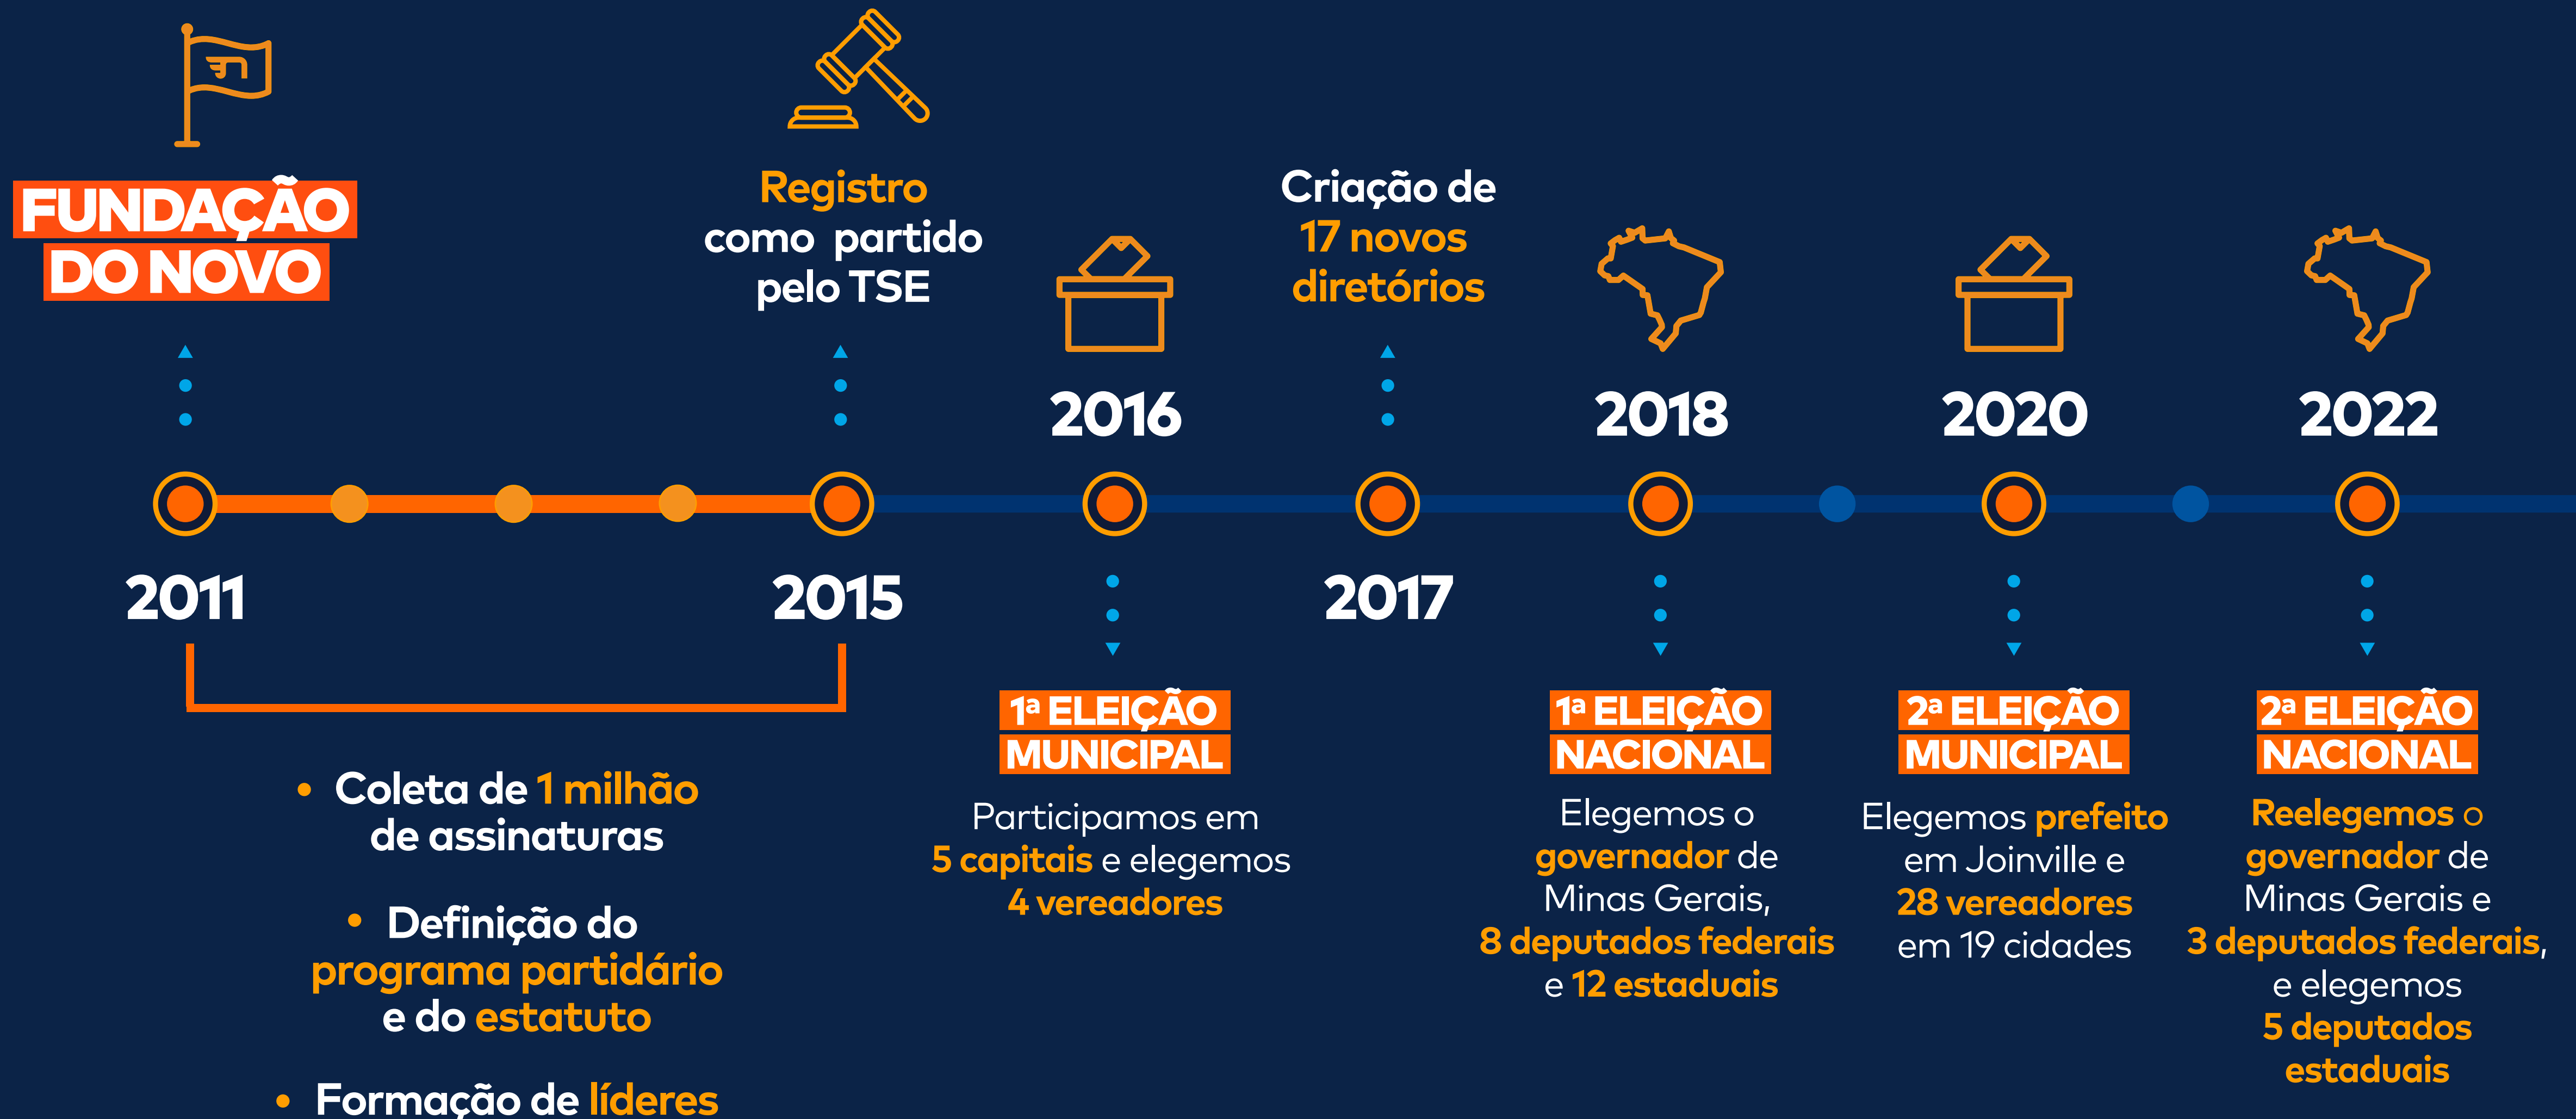 FUNDAÇÃO
DO NOVO
2011
Registro
como partido
pelo TSE
2015
• Coleta de 1 milhão
de assinaturas
• Definição do
programa partidário
e do estatuto
• Formação de líderes
2016
1ª ELEIÇÃO
MUNICIPAL
Participamos em
5 capitais e elegemos
4 vereadores
Criação de
17 novos
diretórios
2017
2018
1ª ELEIÇÃO
NACIONAL
Elegemos o
governador de
Minas Gerais,
8 deputados federais
e 12 estaduais
2020
2ª ELEIÇÃO
MUNICIPAL
Elegemos prefeito
em Joinville e
28 vereadores
em 19 cidades
2022
2ª ELEIÇÃO
NACIONAL
Reelegemos o
governador de
Minas Gerais e
3 deputados federais,
e elegemos
5 deputados
estaduais